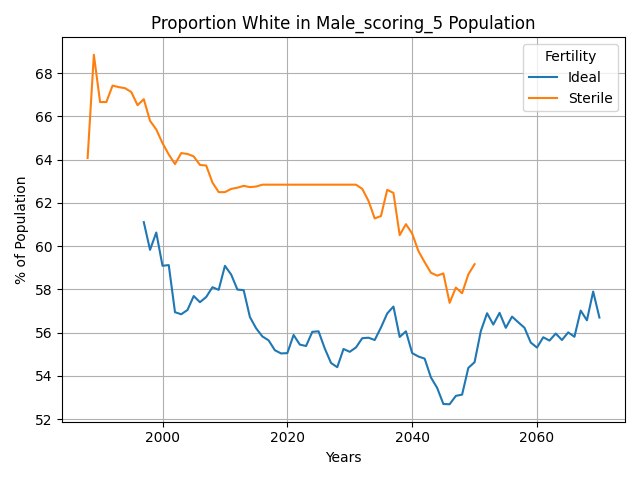 Proportion White in Male_scoring_5 Population
Fertility
Ideal
Sterile
% of Population
68
66
64
62
60
58
56
54
52
2000
2020
2040
2060
Years